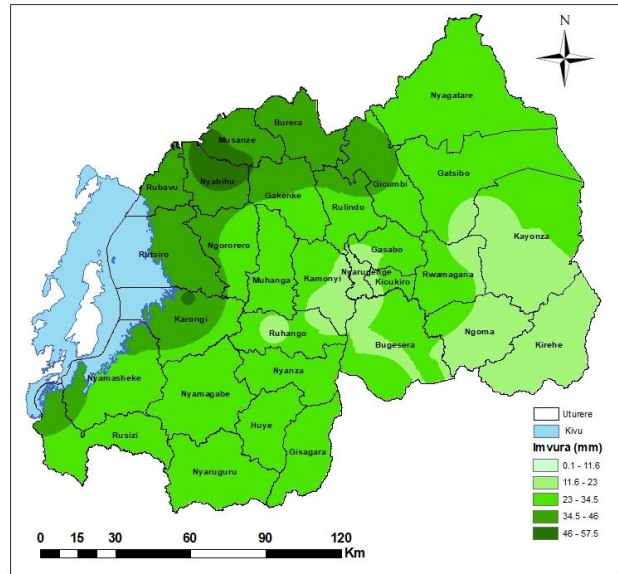 N
Nyagatare
Burera
Musanze
Nyabihu
Rubavu
Gakenke
Gicumbi
Gatsibo
Rulindo
Rutsiro
Ngororero
Gasabo
Kayonza
Muhanga
Kamonyi
Nyarugenge
Kicukiro
Rwamagana
Karongi
Ruhango
Bugesera
Ngoma
Kirehe
Nyamasheke
Nyanza
Nyamagabe
Rusizi
Huye
Gisagara
Nyaruguru
Uturere
Kivu
Imvura (mm)
0.1 - 11.6
11.6 - 23
23 - 34.5
34.5 - 46
46 - 57.5
0 15 30 60 90 120
Km